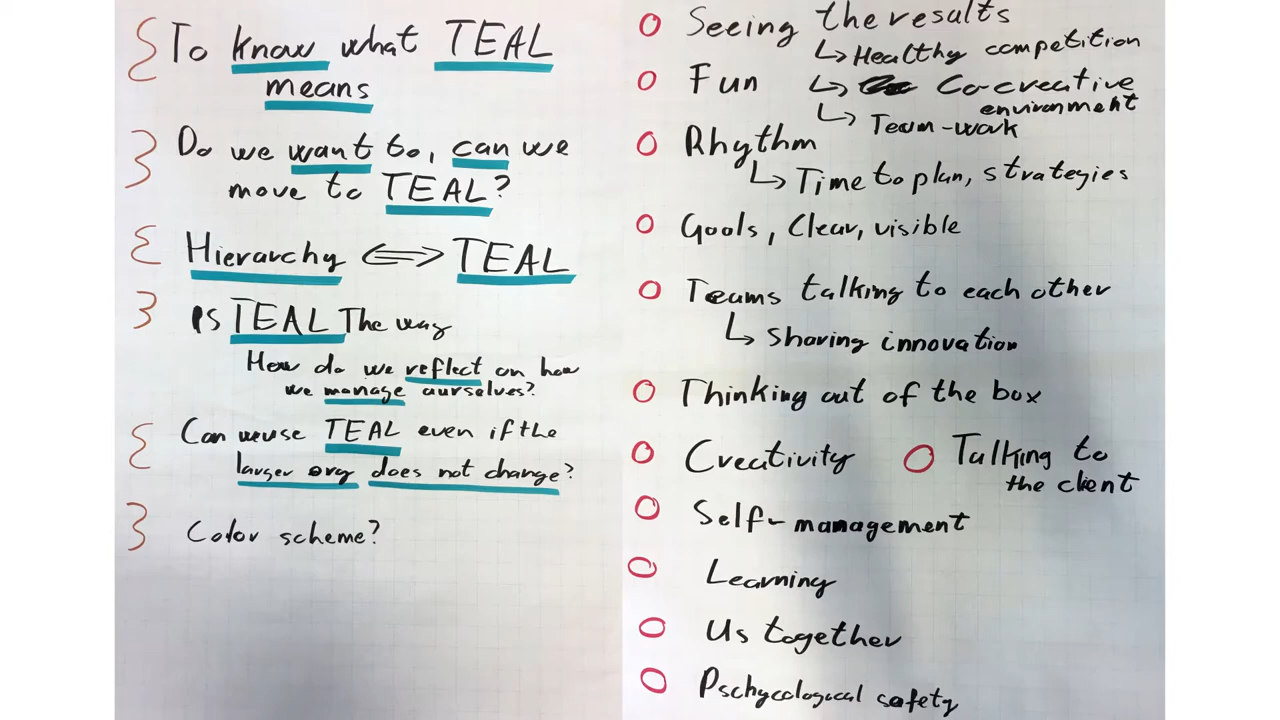 To know what TEAL
means
Do we want to, can we
move to TEAL?
Hierarchy ⟺ TEAL
IS TEAL The way
How do we reflect on how
we manage ourselves?
Can we use TEAL even if the
larger org does not change?
Color scheme?
Seeing the results
↳ Healthy competition
Fun
↳ Co-creative
environment
↳ Team-work
Rhythm
↳ Time to plan, strategies
Goals, Clear, visible
Teams talking to each other
↳ Sharing innovation
Thinking out of the box
Creativity
Talking to
the client
Self-management
Learning
Us together
Pschycological safety